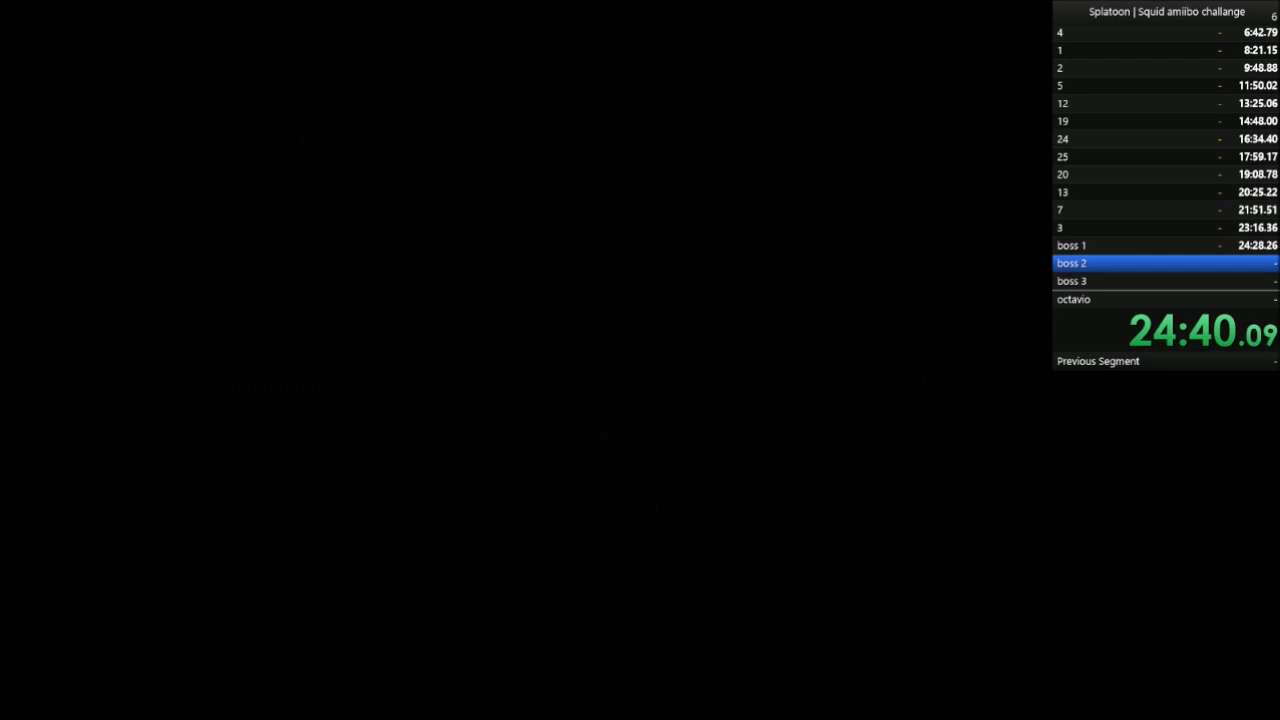 Splatoon | Squid amiibo challange
6
4 - 6:42.79
1 - 8:21.15
2 - 9:48.88
5 - 11:50.02
12 - 13:25.06
19 - 14:48.00
24 - 16:34.40
25 - 17:59.17
20 - 19:08.78
13 - 20:25.22
7 - 21:51.51
3 - 23:16.36
boss 1 - 24:28.26
boss 2 -
boss 3 -
octavio -
24:40.09
Previous Segment -